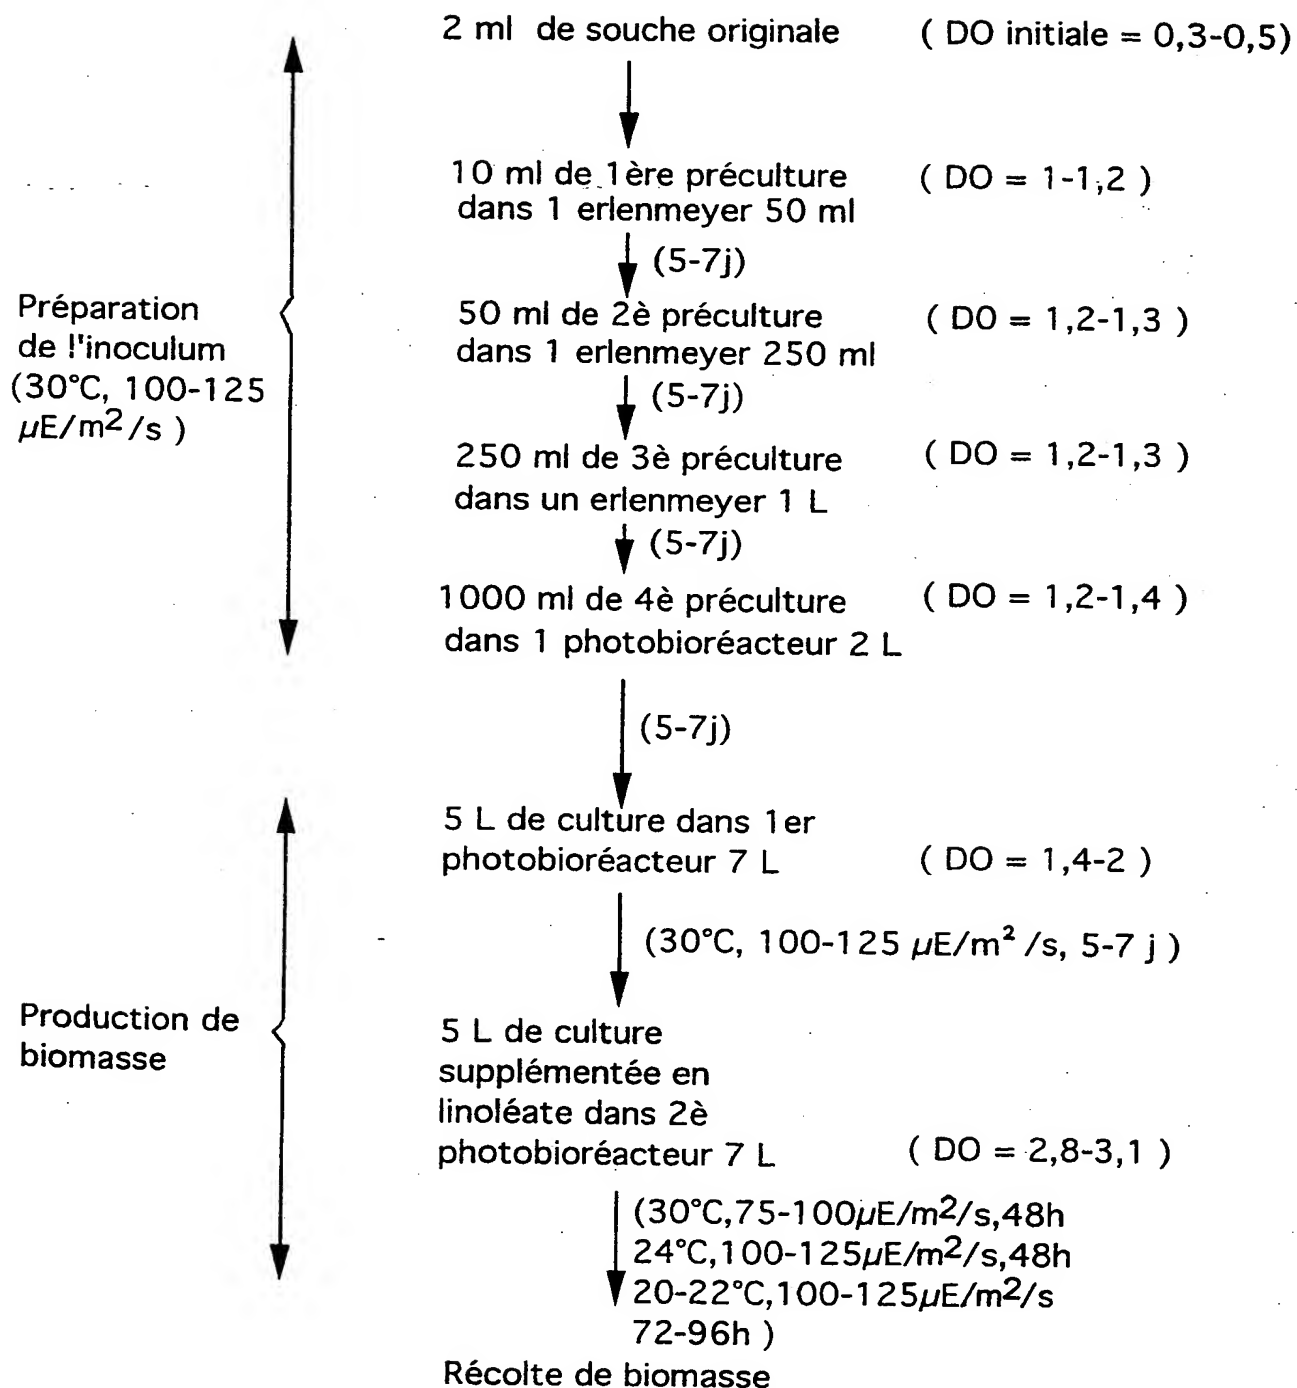 2 ml de souche originale ( DO initiale = 0,3-0,5)
10 ml de 1ère préculture ( DO = 1-1,2 )
dans 1 erlenmeyer 50 ml
(5-7j)
Préparation
de l'inoculum
(30°C, 100-125
µE/m2/s )
50 ml de 2è préculture ( DO = 1,2-1,3 )
dans 1 erlenmeyer 250 ml
(5-7j)
250 ml de 3è préculture ( DO = 1,2-1,3 )
dans un erlenmeyer 1 L
(5-7j)
1000 ml de 4è préculture ( DO = 1,2-1,4 )
dans 1 photobioréacteur 2 L
(5-7j)
5 L de culture dans 1er
photobioréacteur 7 L ( DO = 1,4-2 )
(30°C, 100-125 µE/m² /s, 5-7 j )
Production de
biomasse
5 L de culture
supplémentée en
linoléate dans 2è
photobioréacteur 7 L ( DO = 2,8-3,1 )
(30°C,75-100µE/m2/s,48h
24°C,100-125µE/m2/s,48h
20-22°C,100-125µE/m2/s
72-96h )
Récolte de biomasse